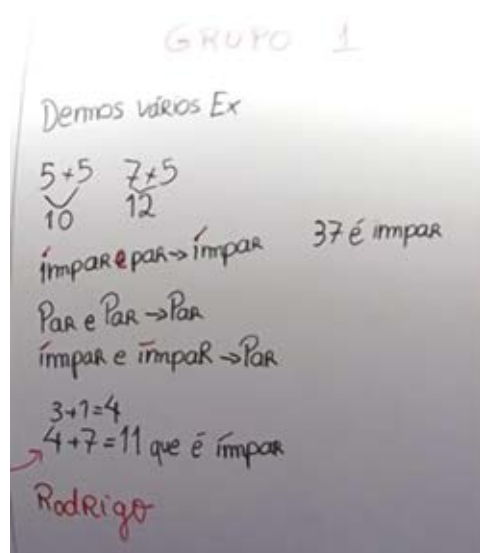 GRUPO 1
Demos vários Ex
5+5 7+5
10 12
ímpar e par → ímpar
37 é impar
Par e Par → Par
ímpar e ímpar → Par
3+1=4
4+7=11 que é ímpar
Rodrigo